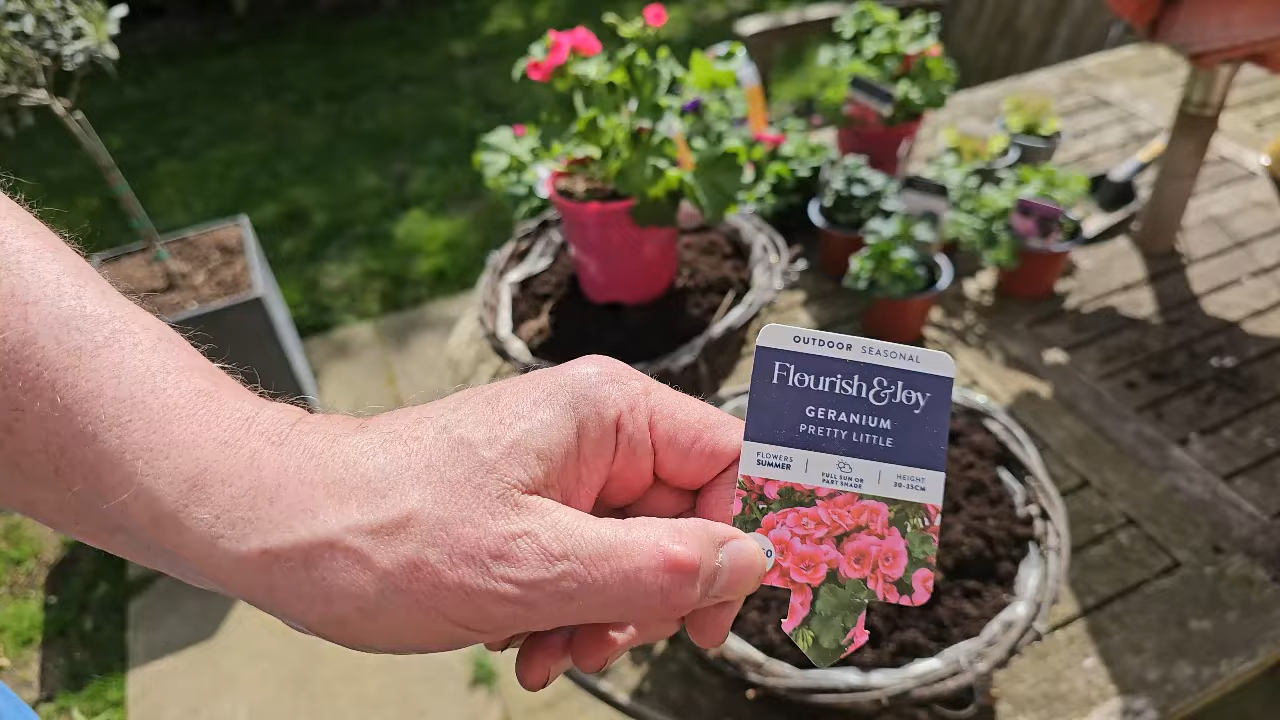 OUTDOOR SEASONAL
Flourish&Joy
GERANIUM
PRETTY LITTLE
FLOWERS
SUMMER
FULL SUN OR
PART SHADE
HEIGHT
30-35CM